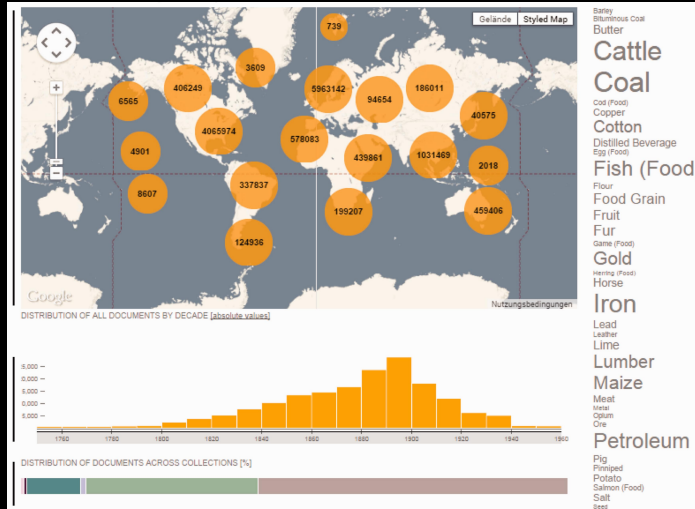 739
Gelände Styled Map
3609
406249
6565
5963142
94654
186011
40575
4065974
578083
4901
439861
1031469
2018
337837
8607
199207
459406
124936
Google
Nutzungsbedingungen
DISTRIBUTION OF ALL DOCUMENTS BY DECADE [absolute values]
5,000
0,000
5,000
0,000
5,000
1760 1780 1800 1820 1840 1860 1880 1900 1920 1940 1960
DISTRIBUTION OF DOCUMENTS ACROSS COLLECTIONS [%]
Barley
Bituminous Coal
Butter
Cattle
Coal
Cod (Food)
Copper
Cotton
Distilled Beverage
Egg (Food)
Fish (Food)
Flour
Food Grain
Fruit
Fur
Game (Food)
Gold
Herring (Food)
Horse
Iron
Lead
Leather
Lime
Lumber
Maize
Meat
Metal
Opium
Ore
Petroleum
Pig
Pinniped
Potato
Salmon (Food)
Salt
Seed